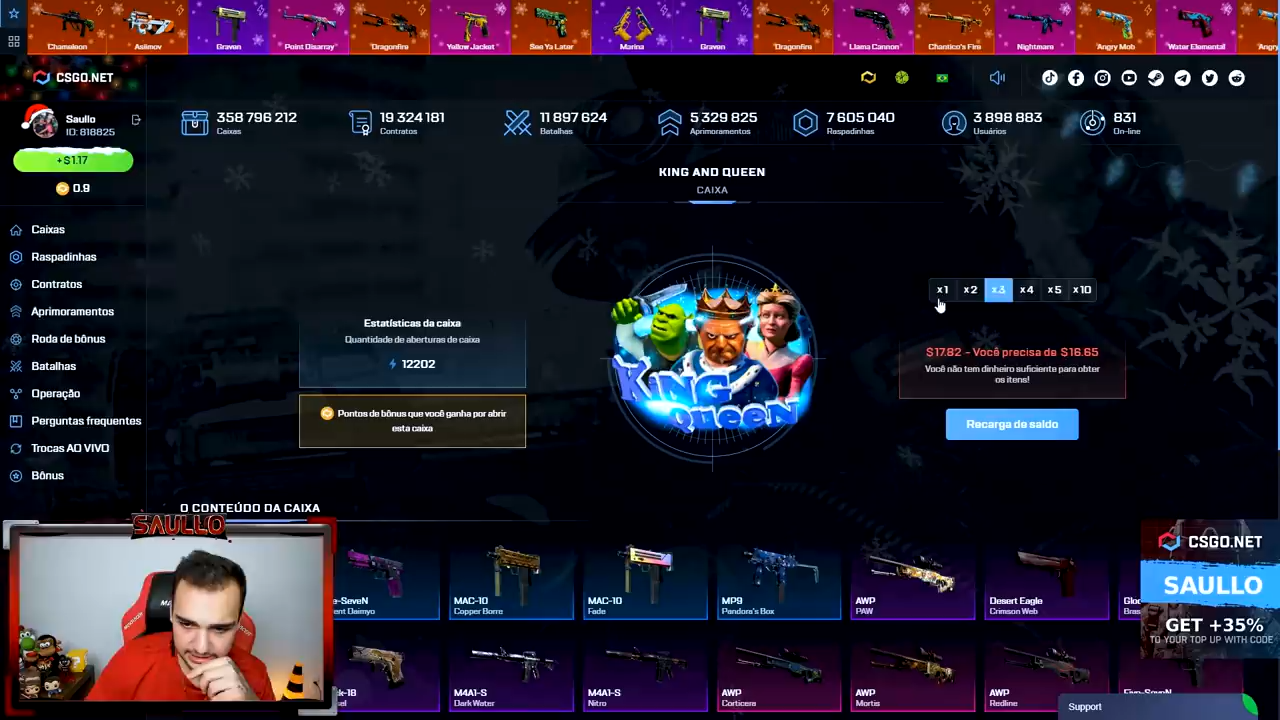 Chameleon
Asiimov
Graven
Point Disarray
'Dragonfire
Yellow Jacket
See Ya Later
Marina
Graven
'Dragonfire
Llama Cannon
Chantico's Fire
Nightmare
'Angry Mob
Water Elemental
'Angry
CSGO.NET
Saullo
ID: 818825
+$1.17
0.9
358 796 212
Caixas
19 324 181
Contratos
11 897 624
Batalhas
5 329 825
Aprimoramentos
7 605 040
Raspadinhas
3 898 883
Usuários
831
On-line
KING AND QUEEN
CAIXA
Caixas
Raspadinhas
Contratos
Aprimoramentos
Roda de bônus
Batalhas
Operação
Perguntas frequentes
Trocas AO VIVO
Bônus
Estatísticas da caixa
Quantidade de aberturas de caixa
12202
Pontos de bônus que você ganha por abrir
esta caixa
KING
QUEEN
x1 x2 x3 x4 x5 x10
$17.82 - Você precisa de $16.65
Você não tem dinheiro suficiente para obter
os itens!
Recarga de saldo
O CONTEÚDO DA CAIXA
SAULLO
e-SeveN
ent Daimyo
MAC-10
Copper Borre
MAC-10
Fade
MP9
Pandora's Box
AWP
PAW
Desert Eagle
Crimson Web
Gloc
Bras
M4A1-S
Dark Water
M4A1-S
Nitro
AWP
Corticera
AWP
Mortis
AWP
Redline
Five-SeveN
CSGO.NET
SAULLO
GET +35%
TO YOUR TOP UP WITH CODE
Support